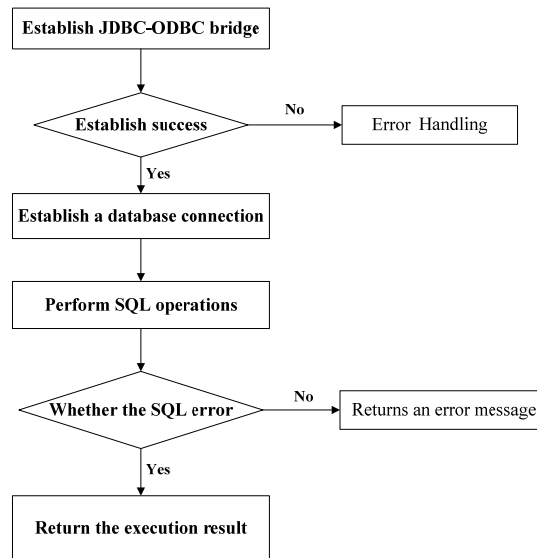 Establish JDBC-ODBC bridge
Establish success
No
Error Handling
Yes
Establish a database connection
Perform SQL operations
Whether the SQL error
No
Returns an error message
Yes
Return the execution result